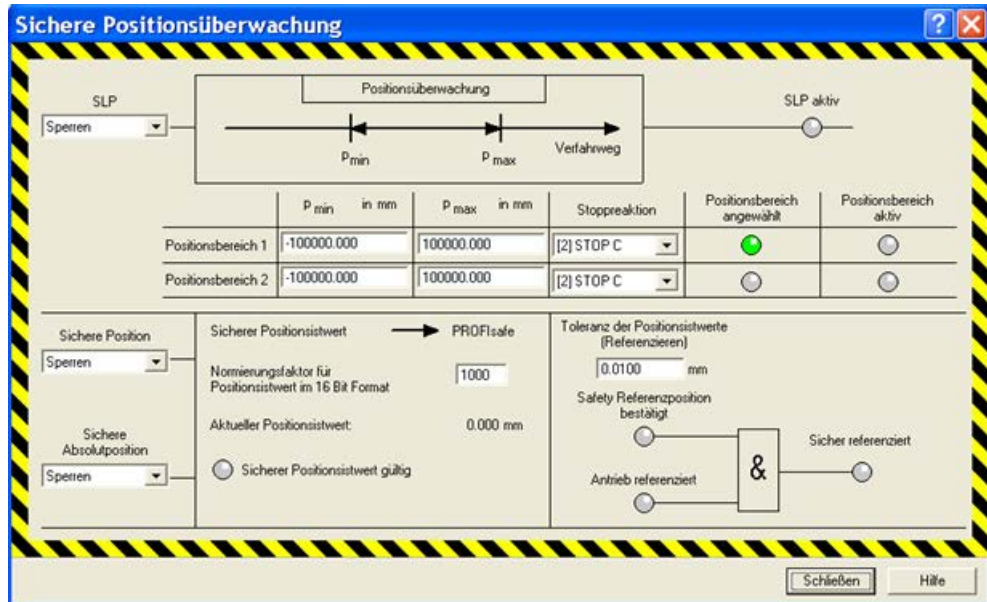 Sichere Positionsüberwachung
SLP
Sperren
Positionsüberwachung
P min
P max
Verfahrweg
SLP aktiv
P min in mm
P max in mm
Stoppreaktion
Positionsbereich angewählt
Positionsbereich aktiv
Positionsbereich 1
-100000.000
100000.000
[2] STOP C
Positionsbereich 2
-100000.000
100000.000
[2] STOP C
Sichere Position
Sperren
Sichere
Absolutposition
Sperren
Sicherer Positionsistwert
PROFIsafe
Normierungsfaktor für
Positionsistwert im 16 Bit Format
1000
Aktueller Positionsistwert:
0.000 mm
Sicherer Positionsistwert gültig
Toleranz der Positionsistwerte
(Referenzieren)
0.0100 mm
Safety Referenzposition
bestätigt
Antrieb referenziert
&
Sicher referenziert
Schließen
Hilfe